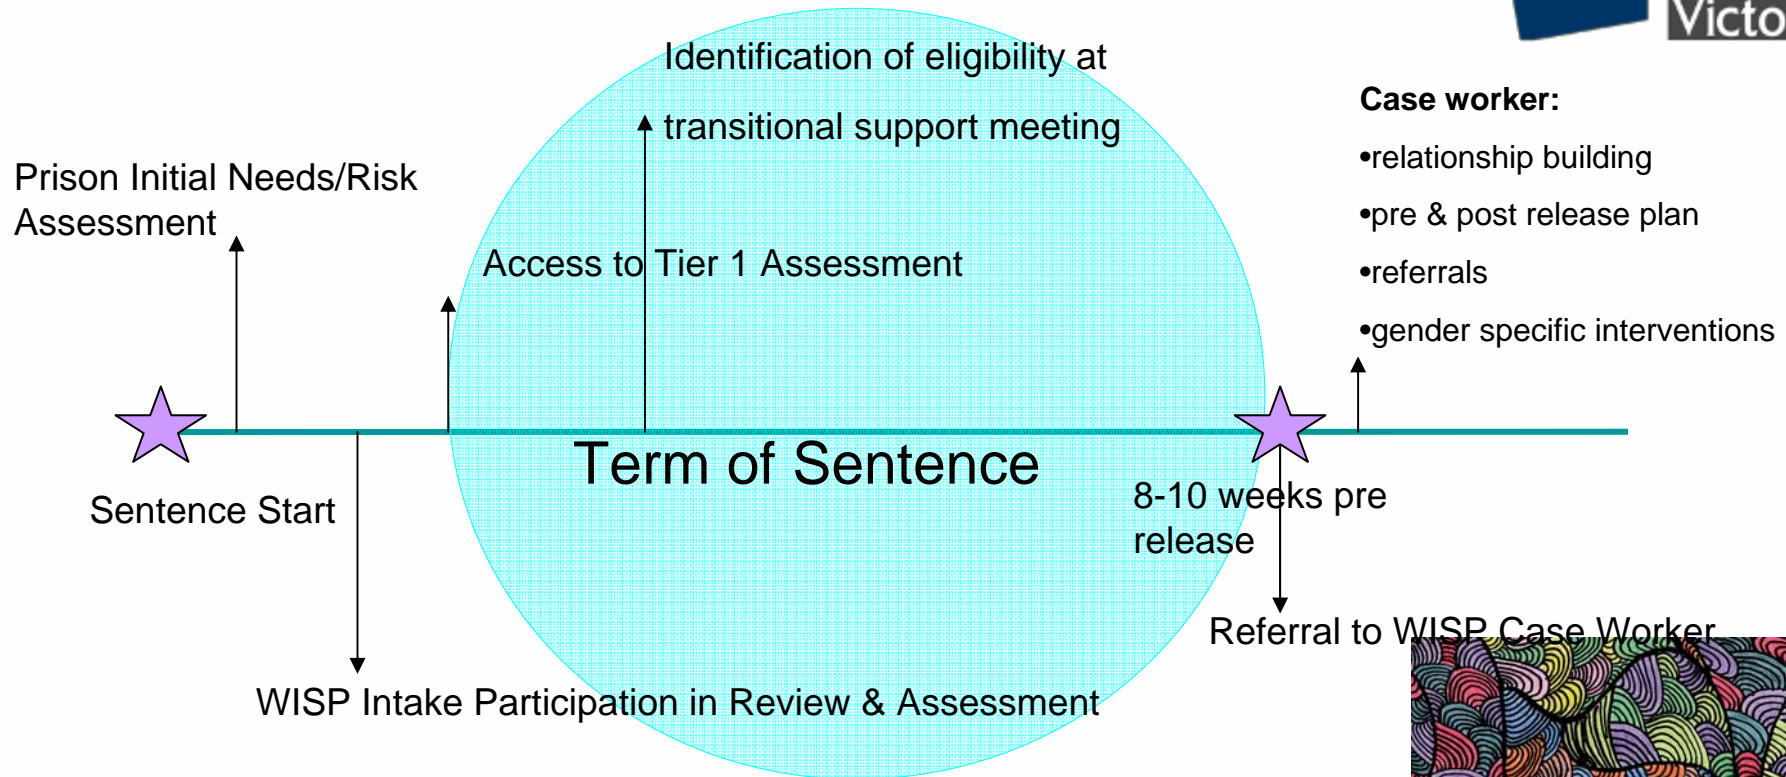 Victo
Identification of eligibility at
transitional support meeting
Case worker:
•relationship building
•pre & post release plan
•referrals
•gender specific interventions
Prison Initial Needs/Risk
Assessment
Access to Tier 1 Assessment
Term of Sentence
Sentence Start
8-10 weeks pre
release
Referral to WISP Case Worker
WISP Intake Participation in Review & Assessment